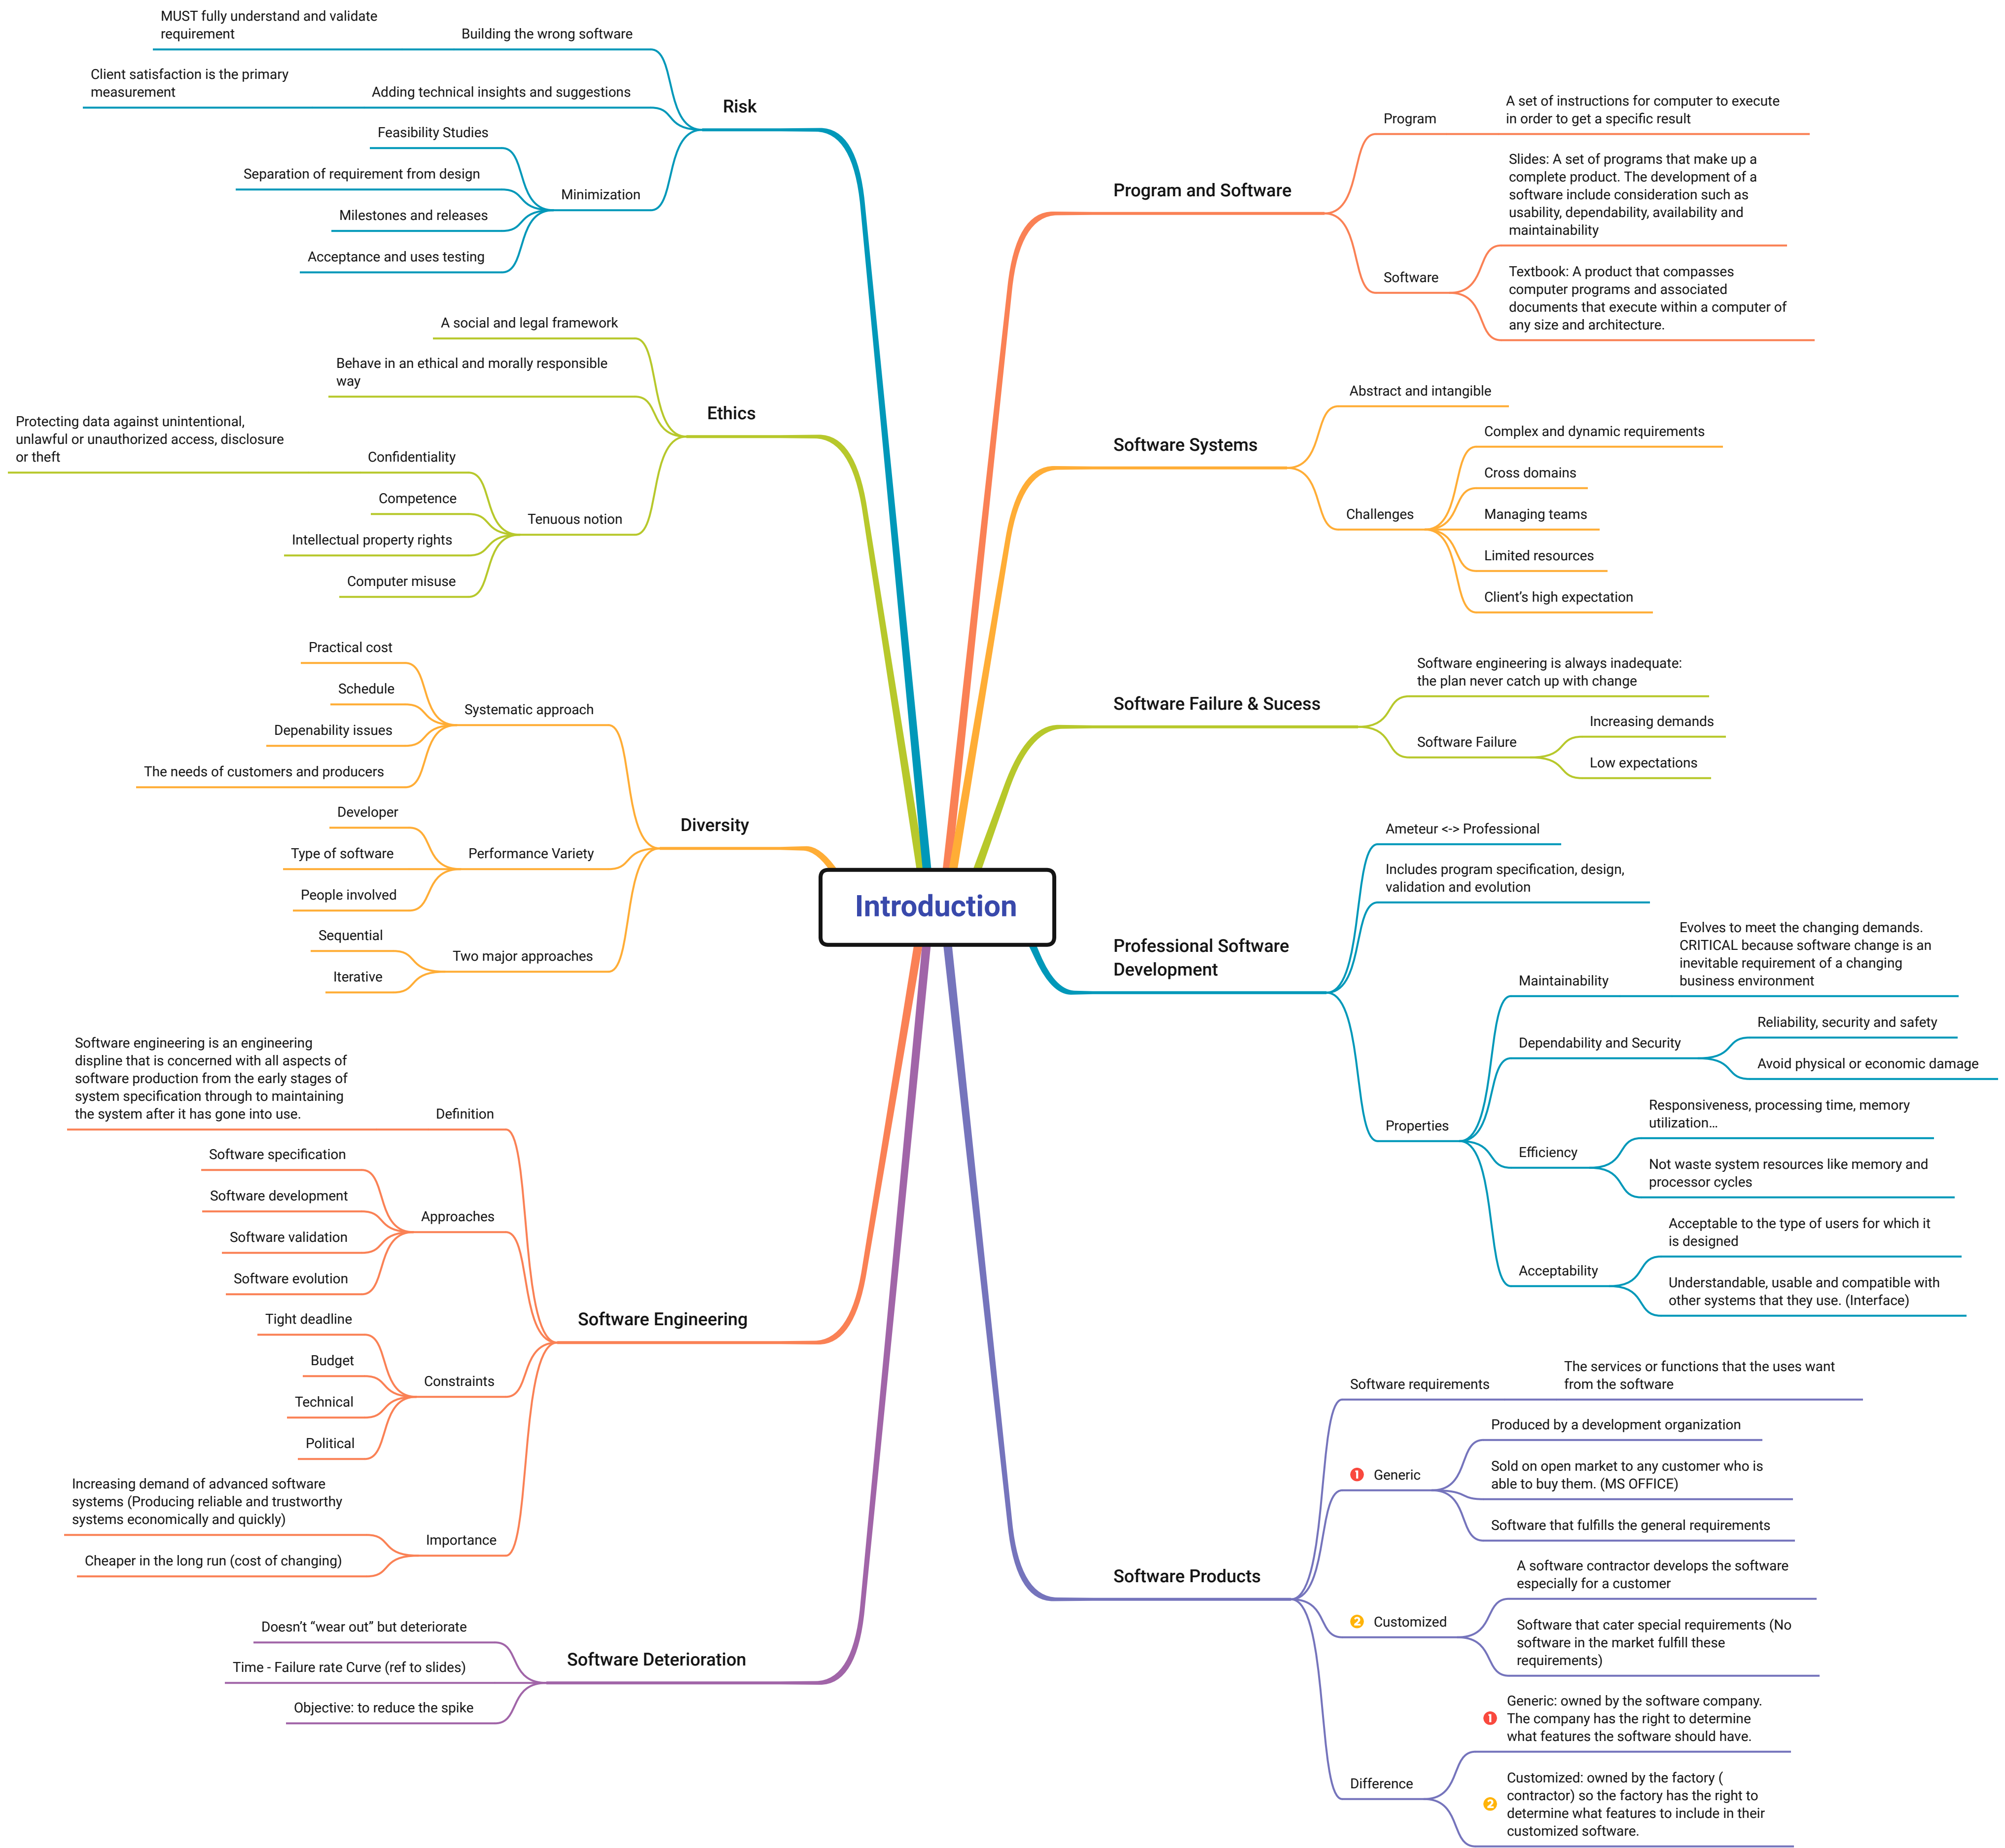 Introduction
Program and Software
Program
A set of instructions for computer to execute
in order to get a specific result
Software
Slides: A set of programs that make up a
complete product. The development of a
software include consideration such as
usability, dependability, availability and
maintainability
Textbook: A product that compasses
computer programs and associated
documents that execute within a computer of
any size and architecture.
Software Systems
Abstract and intangible
Challenges
Complex and dynamic requirements
Cross domains
Managing teams
Limited resources
Client's high expectation
Software Failure & Sucess
Software engineering is always inadequate:
the plan never catch up with change
Software Failure
Increasing demands
Low expectations
Professional Software
Development
Ameteur <-> Professional
Includes program specification, design,
validation and evolution
Properties
Maintainability
Evolves to meet the changing demands.
CRITICAL because software change is an
inevitable requirement of a changing
business environment
Dependability and Security
Reliability, security and safety
Avoid physical or economic damage
Efficiency
Responsiveness, processing time, memory
utilization...
Not waste system resources like memory and
processor cycles
Acceptability
Acceptable to the type of users for which it
is designed
Understandable, usable and compatible with
other systems that they use. (Interface)
Software Products
Software requirements
The services or functions that the uses want
from the software
1 Generic
Produced by a development organization
Sold on open market to any customer who is
able to buy them. (MS OFFICE)
Software that fulfills the general requirements
2 Customized
A software contractor develops the software
especially for a customer
Software that cater special requirements (No
software in the market fulfill these
requirements)
Difference
1 Generic: owned by the software company.
The company has the right to determine
what features the software should have.
2 Customized: owned by the factory (
contractor) so the factory has the right to
determine what features to include in their
customized software.
Risk
Building the wrong software
MUST fully understand and validate
requirement
Adding technical insights and suggestions
Client satisfaction is the primary
measurement
Minimization
Feasibility Studies
Separation of requirement from design
Milestones and releases
Acceptance and uses testing
Ethics
A social and legal framework
Behave in an ethical and morally responsible
way
Tenuous notion
Confidentiality
Protecting data against unintentional,
unlawful or unauthorized access, disclosure
or theft
Competence
Intellectual property rights
Computer misuse
Diversity
Systematic approach
Practical cost
Schedule
Depenability issues
The needs of customers and producers
Performance Variety
Developer
Type of software
People involved
Two major approaches
Sequential
Iterative
Software Engineering
Definition
Software engineering is an engineering
displine that is concerned with all aspects of
software production from the early stages of
system specification through to maintaining
the system after it has gone into use.
Approaches
Software specification
Software development
Software validation
Software evolution
Constraints
Tight deadline
Budget
Technical
Political
Importance
Increasing demand of advanced software
systems (Producing reliable and trustworthy
systems economically and quickly)
Cheaper in the long run (cost of changing)
Software Deterioration
Doesn't "wear out" but deteriorate
Time - Failure rate Curve (ref to slides)
Objective: to reduce the spike